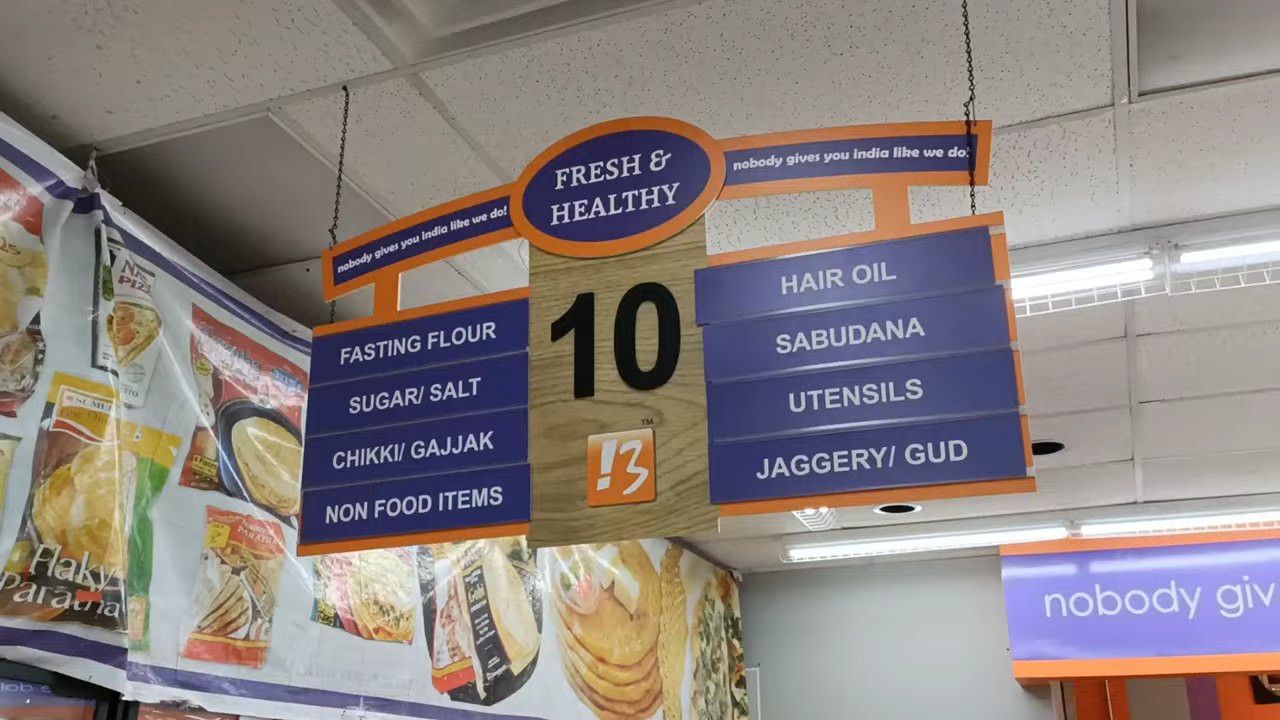 FRESH &
HEALTHY
nobody gives you india like we do!
nobody gives you india like we do!
FASTING FLOUR
SUGAR/ SALT
CHIKKI/ GAJJAK
NON FOOD ITEMS
10
TM
!3
HAIR OIL
SABUDANA
UTENSILS
JAGGERY/ GUD
nobody giv
Flaky
Paratha